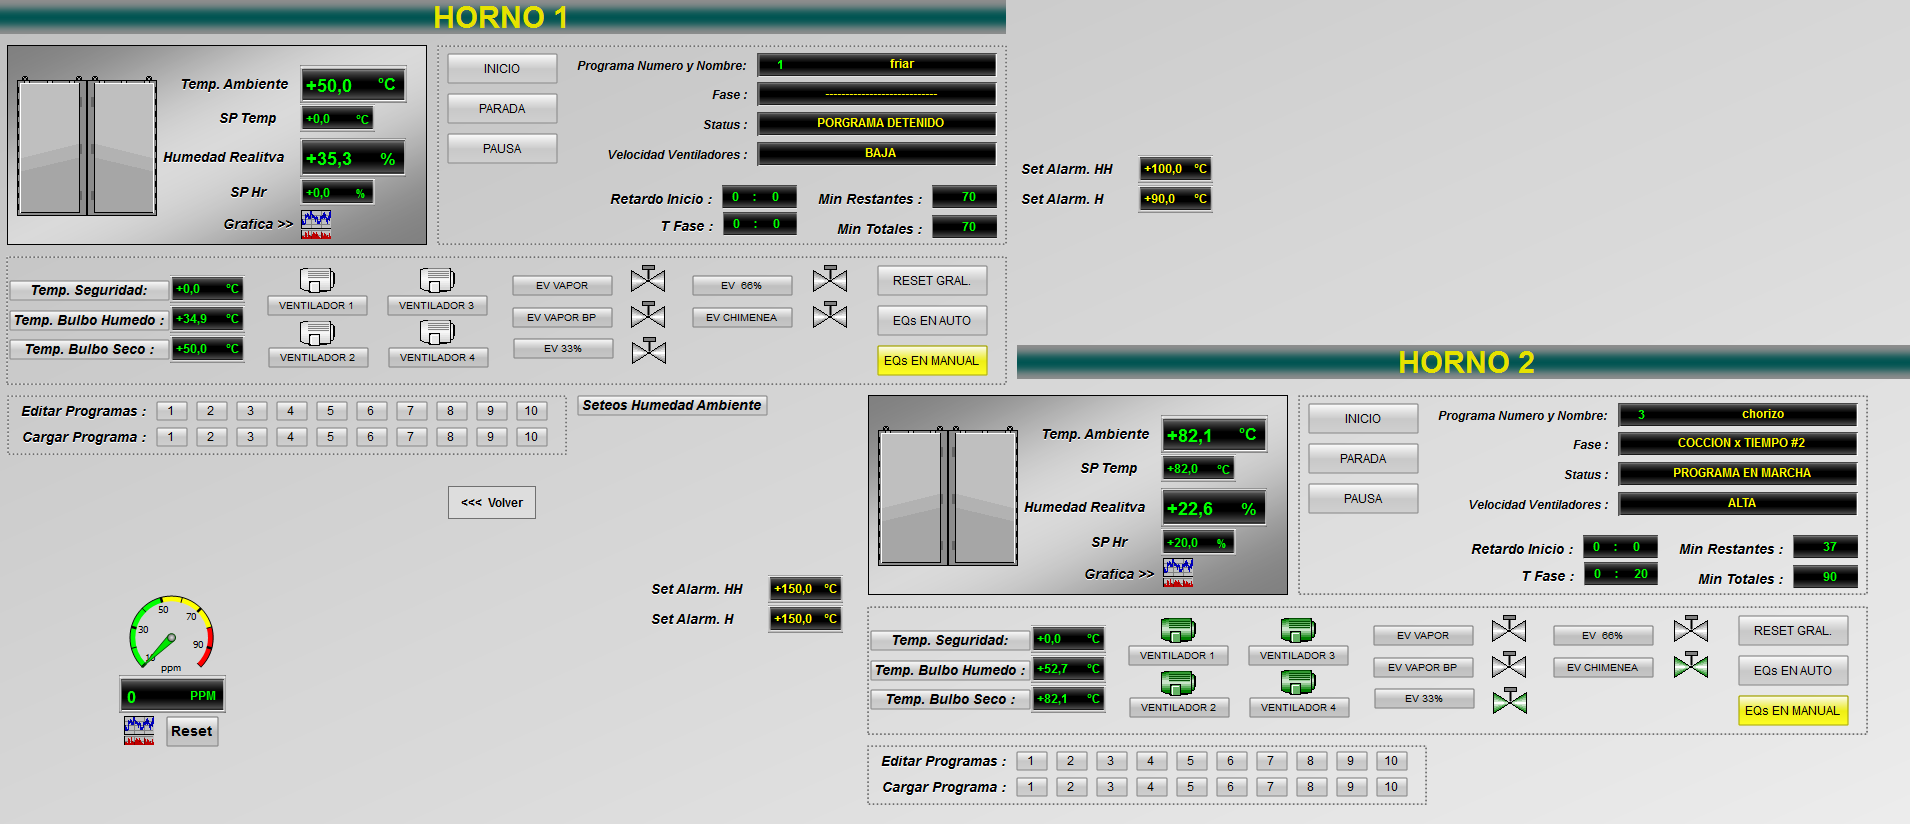 HORNO 1
Temp. Ambiente +50,0 °C
SP Temp +0,0 °C
Humedad Realitva +35,3 %
SP Hr +0,0 %
Grafica >>
INICIO
PARADA
PAUSA
Programa Numero y Nombre: 1 friar
Fase : ----------------------------
Status : PORGRAMA DETENIDO
Velocidad Ventiladores : BAJA
Retardo Inicio : 0 : 0 Min Restantes : 70
T Fase : 0 : 0 Min Totales : 70
Set Alarm. HH +100,0 °C
Set Alarm. H +90,0 °C
Temp. Seguridad: +0,0 °C
Temp. Bulbo Humedo : +34,9 °C
Temp. Bulbo Seco : +50,0 °C
VENTILADOR 1 VENTILADOR 3
VENTILADOR 2 VENTILADOR 4
EV VAPOR EV 66%
EV VAPOR BP EV CHIMENEA
EV 33%
RESET GRAL.
EQs EN AUTO
EQs EN MANUAL
Editar Programas : 1 2 3 4 5 6 7 8 9 10
Cargar Programa : 1 2 3 4 5 6 7 8 9 10
Seteos Humedad Ambiente
<<< Volver
HORNO 2
Temp. Ambiente +82,1 °C
SP Temp +82,0 °C
Humedad Realitva +22,6 %
SP Hr +20,0 %
Grafica >>
INICIO
PARADA
PAUSA
Programa Numero y Nombre: 3 chorizo
Fase : COCCION x TIEMPO #2
Status : PROGRAMA EN MARCHA
Velocidad Ventiladores : ALTA
Retardo Inicio : 0 : 0 Min Restantes : 37
T Fase : 0 : 20 Min Totales : 90
Set Alarm. HH +150,0 °C
Set Alarm. H +150,0 °C
10 30 50 70 90
ppm
0 PPM
Reset
Temp. Seguridad: +0,0 °C
Temp. Bulbo Humedo : +52,7 °C
Temp. Bulbo Seco : +82,1 °C
VENTILADOR 1 VENTILADOR 3
VENTILADOR 2 VENTILADOR 4
EV VAPOR EV 66%
EV VAPOR BP EV CHIMENEA
EV 33%
RESET GRAL.
EQs EN AUTO
EQs EN MANUAL
Editar Programas : 1 2 3 4 5 6 7 8 9 10
Cargar Programa : 1 2 3 4 5 6 7 8 9 10